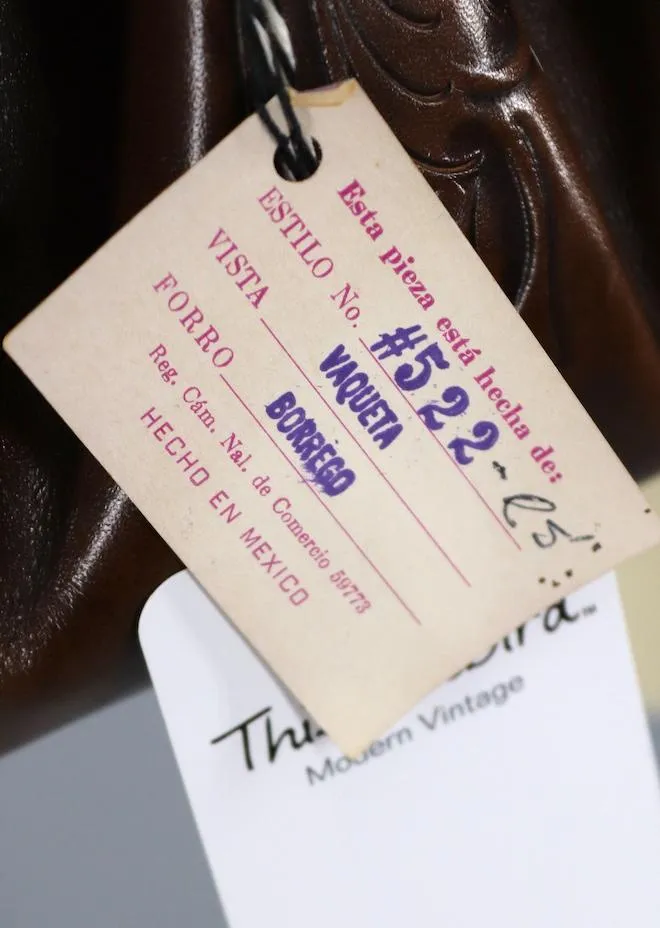 Esta pieza está hecha de:
ESTILO No. #522-
VISTA VAQUETA
FORRO BORREGO
Reg. Cám. Nal. de Comercio 59773
HECHO EN MEXICO
Modern Vintage